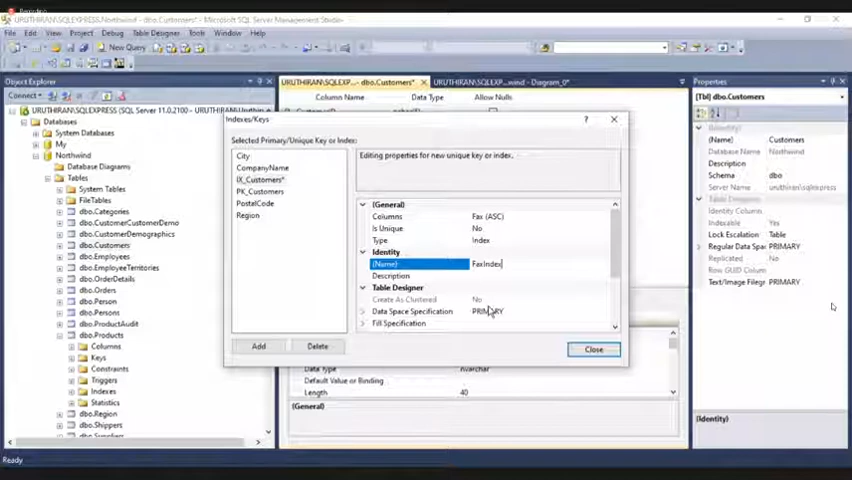 Recording
URUTHIRAN\SQLEXPRESS.Northwind - dbo.Customers* - Microsoft SQL Server Management Studio
File Edit View Project Debug Table Designer Tools Window Help
New Query
Object Explorer
Connect
URUTHIRAN\SQLEXPRESS (SQL Server 11.0.2100 - Uruthiran\Uruthiran
Databases
System Databases
My
Northwind
Database Diagrams
Tables
System Tables
FileTables
dbo.Categories
dbo.CustomerCustomerDemo
dbo.CustomerDemographics
dbo.Customers
dbo.Employees
dbo.EmployeeTerritories
dbo.OrderDetails
dbo.Orders
dbo.Person
dbo.Persons
dbo.ProductAudit
dbo.Products
Columns
Keys
Constraints
Triggers
Indexes
Statistics
dbo.Region
dbo.Shippers
URUTHIRAN\SQLEXP... - dbo.Customers*
URUTHIRAN\SQLEXP...wind - Diagram_0*
Column Name Data Type Allow Nulls
Indexes/Keys
? ×
Selected Primary/Unique Key or Index:
City
CompanyName
IX_Customers*
PK_Customers
PostalCode
Region
Add
Delete
Editing properties for new unique key or index.
(General)
Columns Fax (ASC)
Is Unique No
Type Index
Identity
(Name) FaxIndex
Description
Table Designer
Create As Clustered No
Data Space Specification PRIMARY
Fill Specification
Close
Data Type nvarchar
Default Value or Binding
Length 40
(General)
Properties
[Tbl] dbo.Customers
(Identity)
(Name) Customers
Database Name Northwind
Description
Schema dbo
Server Name uruthiran\sqlexpress
Table Designer
Identity Column
Indexable Yes
Lock Escalation Table
Regular Data Spac PRIMARY
Replicated No
Row GUID Column
Text/Image Filegr PRIMARY
(Identity)
Ready